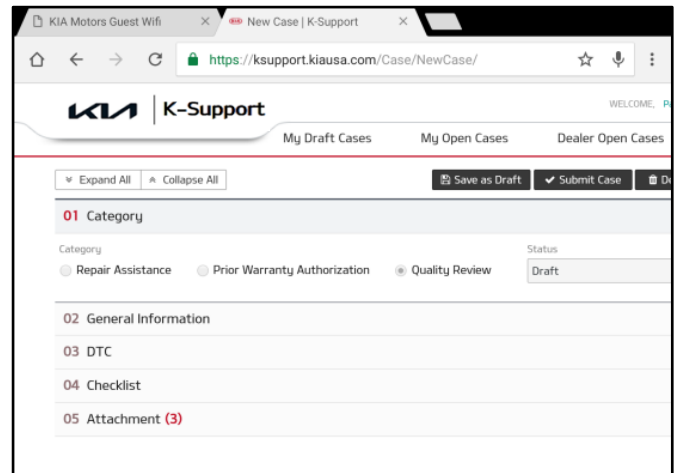 KIA Motors Guest Wifi New Case | K-Support
https://ksupport.kiausa.com/Case/NewCase/
KIA K-Support
WELCOME,
My Draft Cases My Open Cases Dealer Open Cases
Expand All Collapse All Save as Draft Submit Case
01 Category
Category Status
Repair Assistance Prior Warranty Authorization Quality Review Draft
02 General Information
03 DTC
04 Checklist
05 Attachment (3)